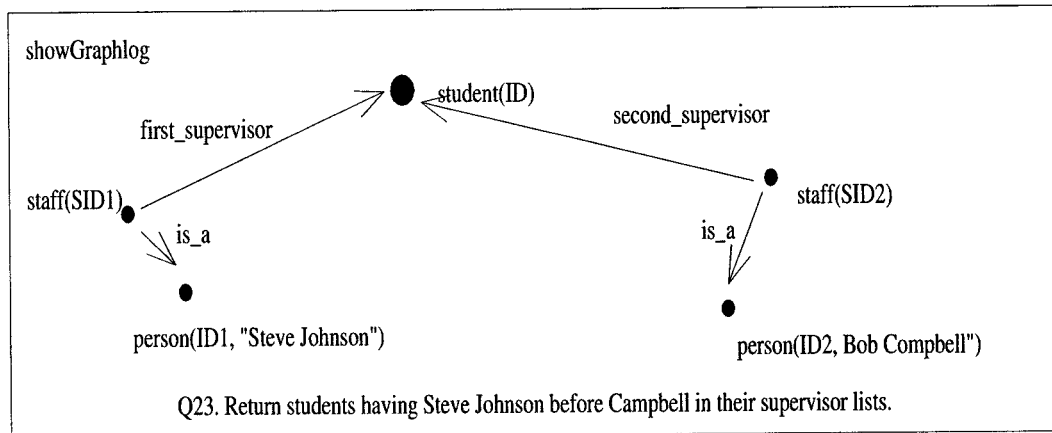 showGraphlog
student(ID)
first_supervisor
second_supervisor
staff(SID1)
staff(SID2)
is_a
is_a
person(ID1, "Steve Johnson")
person(ID2, Bob Compbell")
Q23. Return students having Steve Johnson before Campbell in their supervisor lists.